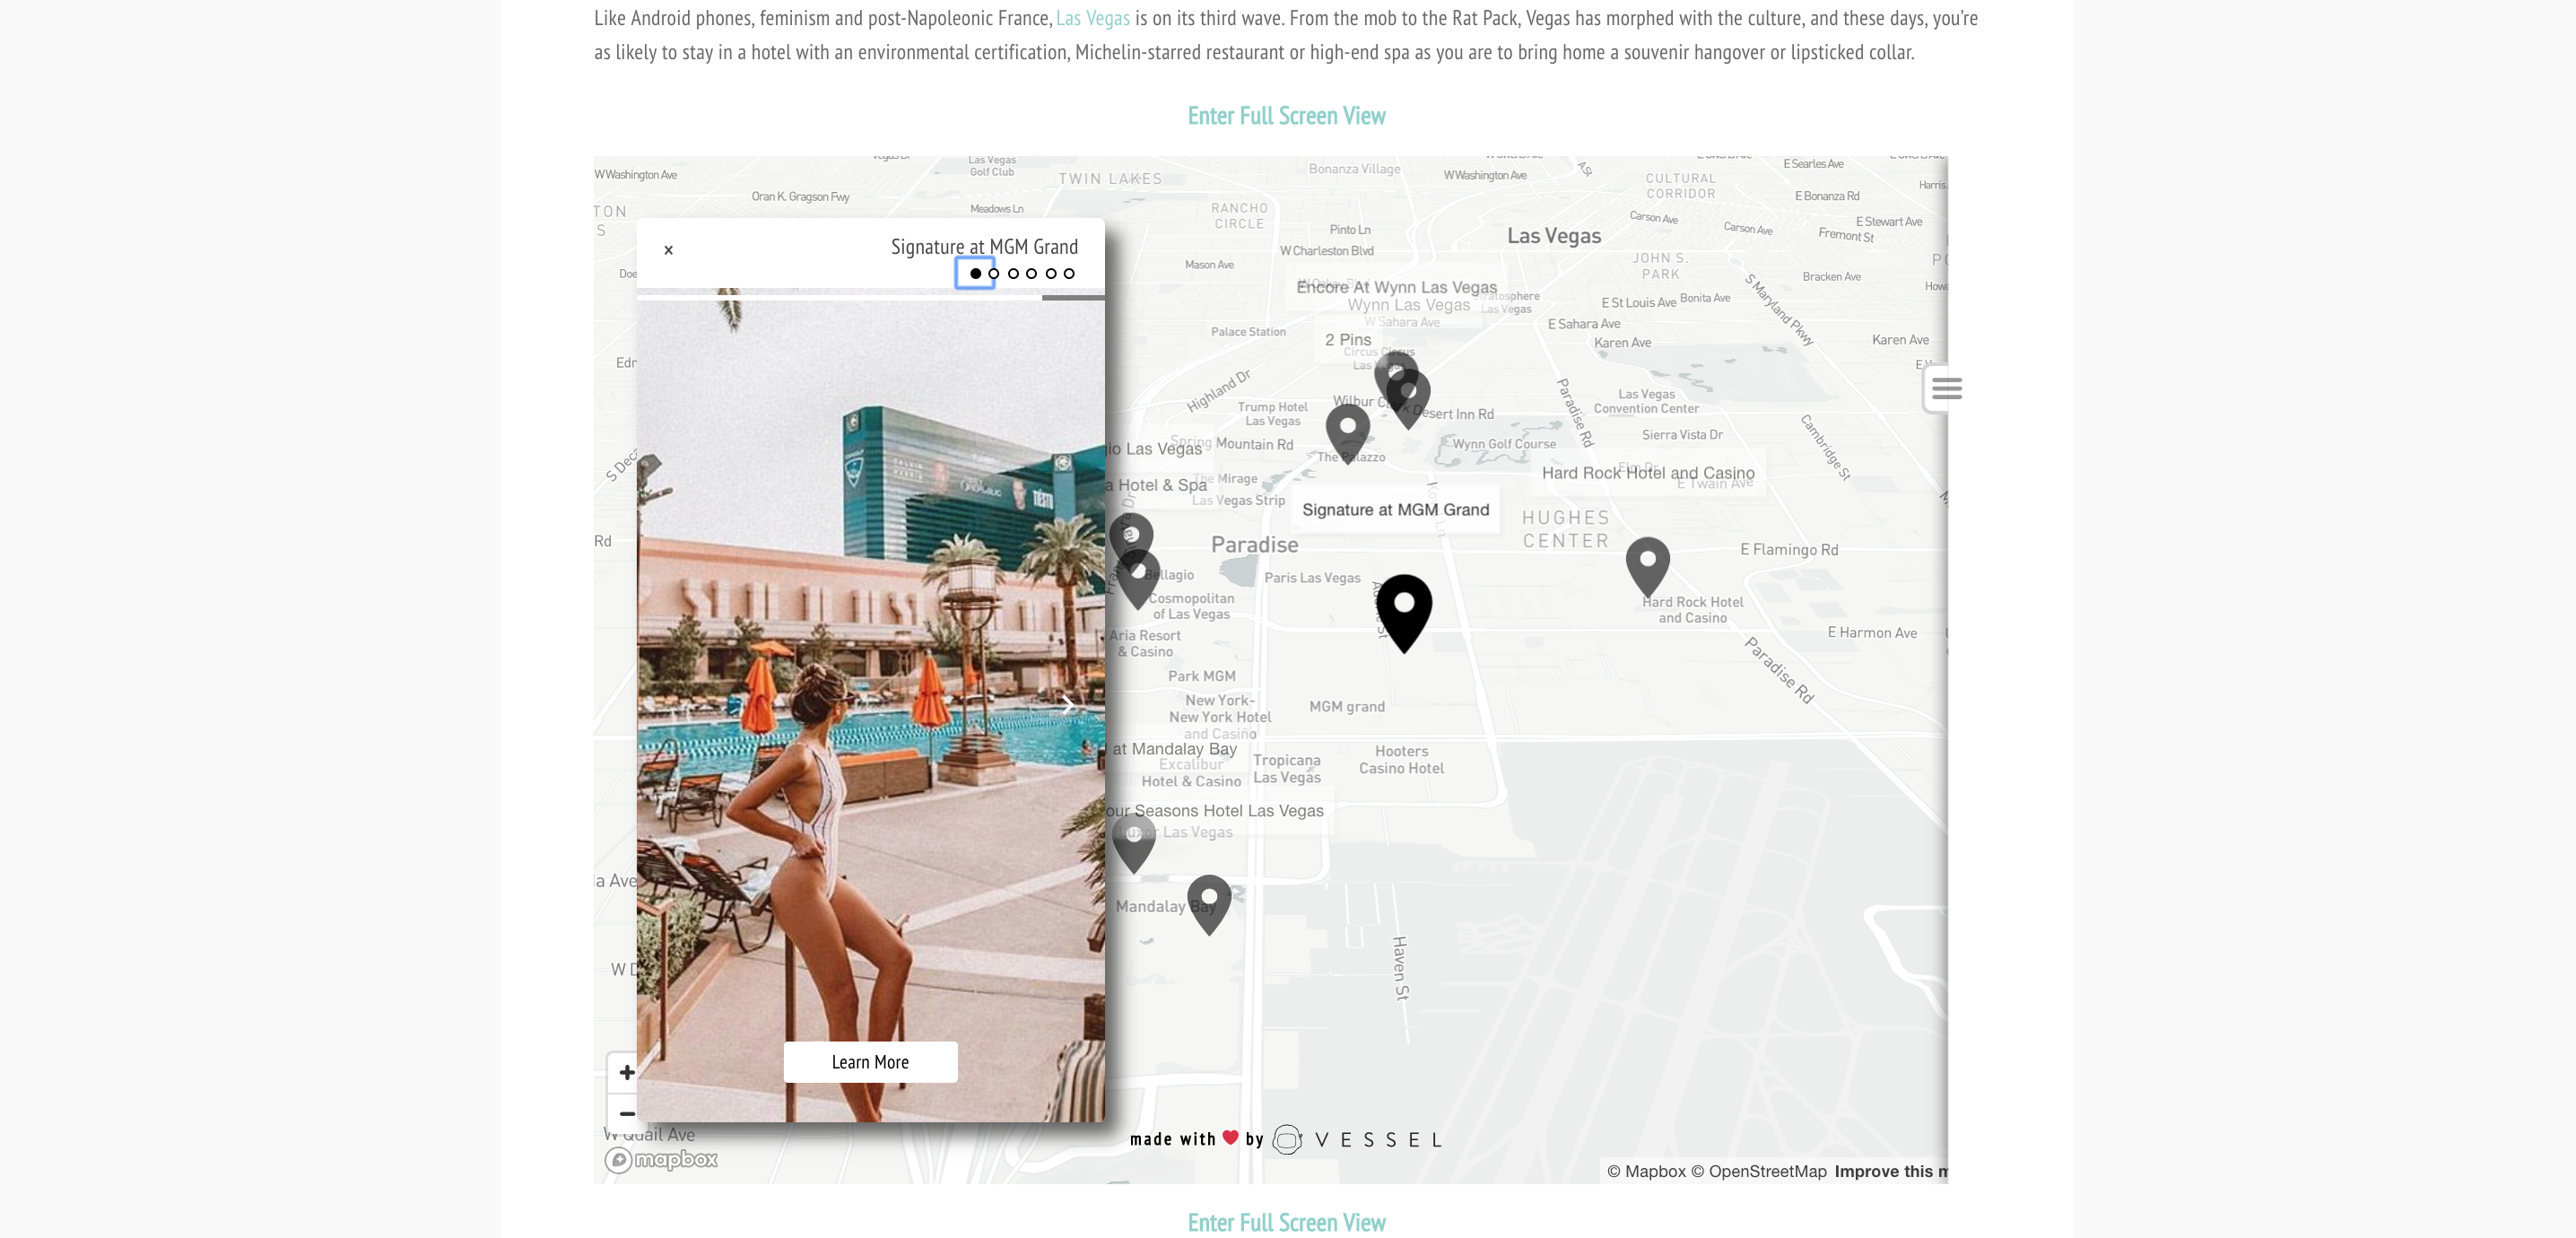 Like Android phones, feminism and post-Napoleonic France, Las Vegas is on its third wave. From the mob to the Rat Pack, Vegas has morphed with the culture, and these days, you're
as likely to stay in a hotel with an environmental certification, Michelin-starred restaurant or high-end spa as you are to bring home a souvenir hangover or lipsticked collar.
Enter Full Screen View
Las Vegas
Golf Club
W Washington Ave
TWIN LAKES
Bonanza Village
W Washington Ave
CULTURAL
CORRIDOR
E Searles Ave
Oran K. Gragson Fwy
E Bonanza Rd
Harris
Meadows Ln
RANCHO
CIRCLE
Pinto Ln
W Charleston Blvd
Las Vegas
Carson Ave
Carson Ave
E Stewart Ave
Fremont St
×
Signature at MGM Grand
Mason Ave
JOHN S.
PARK
Bracken Ave
Encore At Wynn Las Vegas
Wynn Las Vegas
W Sahara Ave
Las Vegas
E St Louis Ave
Bonita Ave
S Maryland Pkwy
Palace Station
2 Pins
Circus Circus
E Sahara Ave
Karen Ave
Karen Ave
Highland Dr
Trump Hotel
Las Vegas
Desert Inn Rd
Paradise Rd
Las Vegas
Convention Center
Cambridge St
Spring Mountain Rd
The Palazzo
Wynn Golf Course
Sierra Vista Dr
Las Vegas
a Hotel & Spa
The Mirage
Las Vegas Strip
Hard Rock Hotel and Casino
E Twain Ave
Signature at MGM Grand
HUGHES
CENTER
Rd
Paradise
E Flamingo Rd
Bellagio
Paris Las Vegas
Cosmopolitan
of Las Vegas
Hard Rock Hotel
and Casino
Aria Resort
& Casino
E Harmon Ave
Paradise Rd
Park MGM
New York-
New York Hotel
and Casino
MGM grand
at Mandalay Bay
Excalibur
Hotel & Casino
Tropicana
Las Vegas
Hooters
Casino Hotel
our Seasons Hotel Las Vegas
Las Vegas
la Ave
Mandalay Bay
Haven St
W D
Learn More
+
−
W Quail Ave
mapbox
made with ❤ by VESSEL
© Mapbox © OpenStreetMap Improve this m
Enter Full Screen View